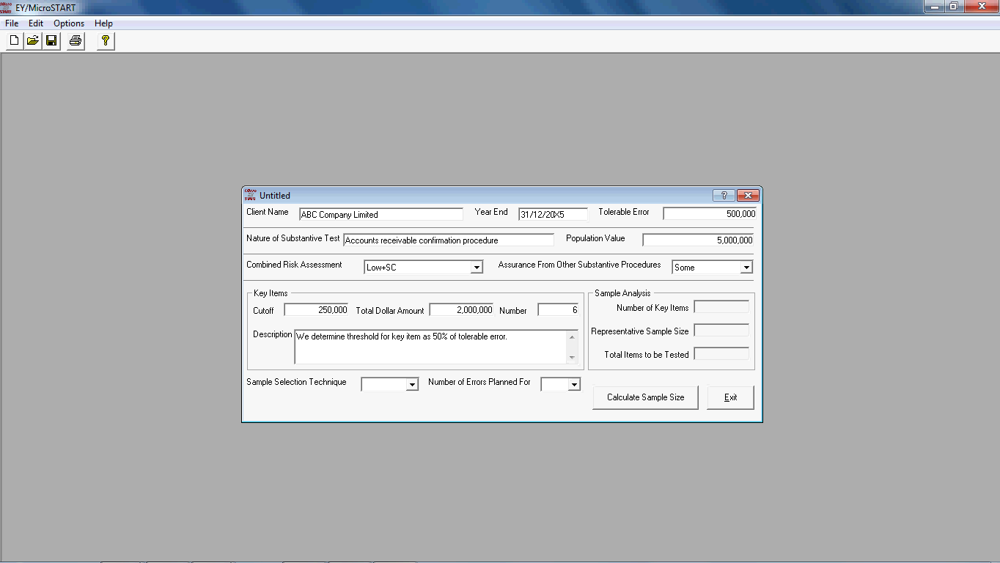 EY/MicroSTART
File Edit Options Help
Untitled
Client Name ABC Company Limited Year End 31/12/20X5 Tolerable Error 500,000
Nature of Substantive Test Accounts receivable confirmation procedure Population Value 5,000,000
Combined Risk Assessment Low+SC Assurance From Other Substantive Procedures Some
Key Items
Cutoff 250,000 Total Dollar Amount 2,000,000 Number 6
Description We determine threshold for key item as 50% of tolerable error.
Sample Analysis
Number of Key Items
Representative Sample Size
Total Items to be Tested
Sample Selection Technique Number of Errors Planned For
Calculate Sample Size Exit